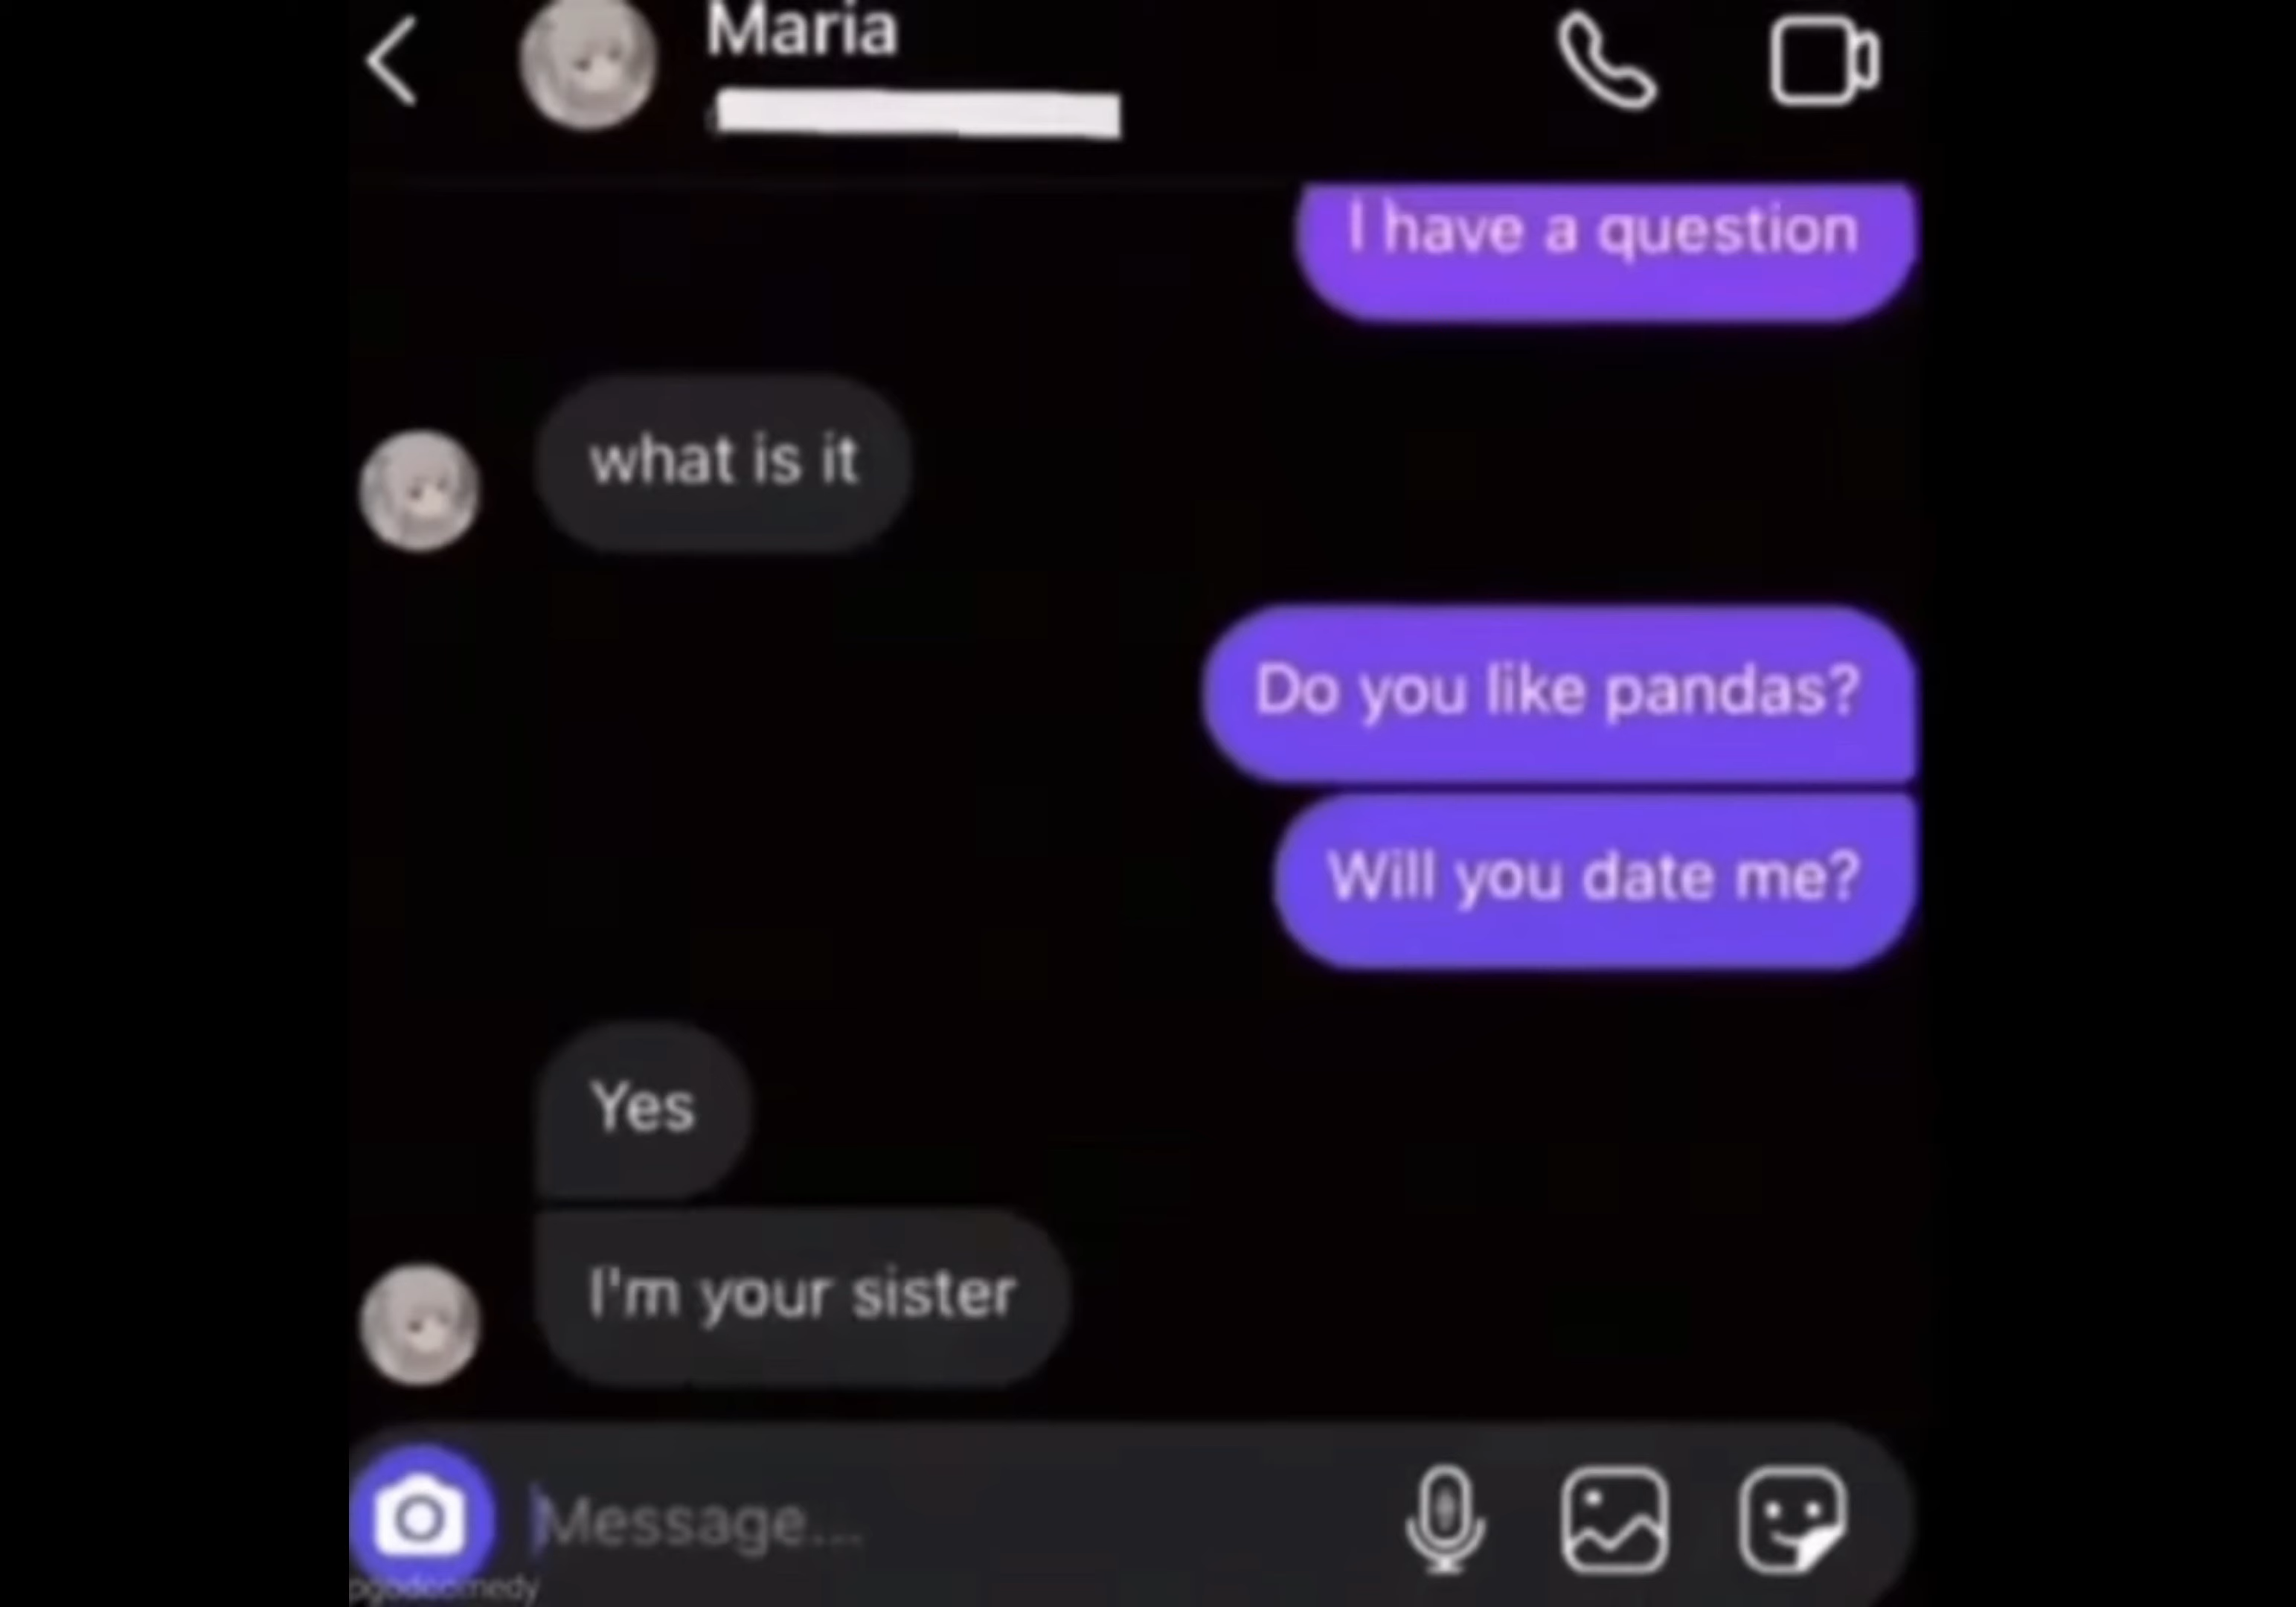 Maria
I have a question
what is it
Do you like pandas?
Will you date me?
Yes
I'm your sister
Message...